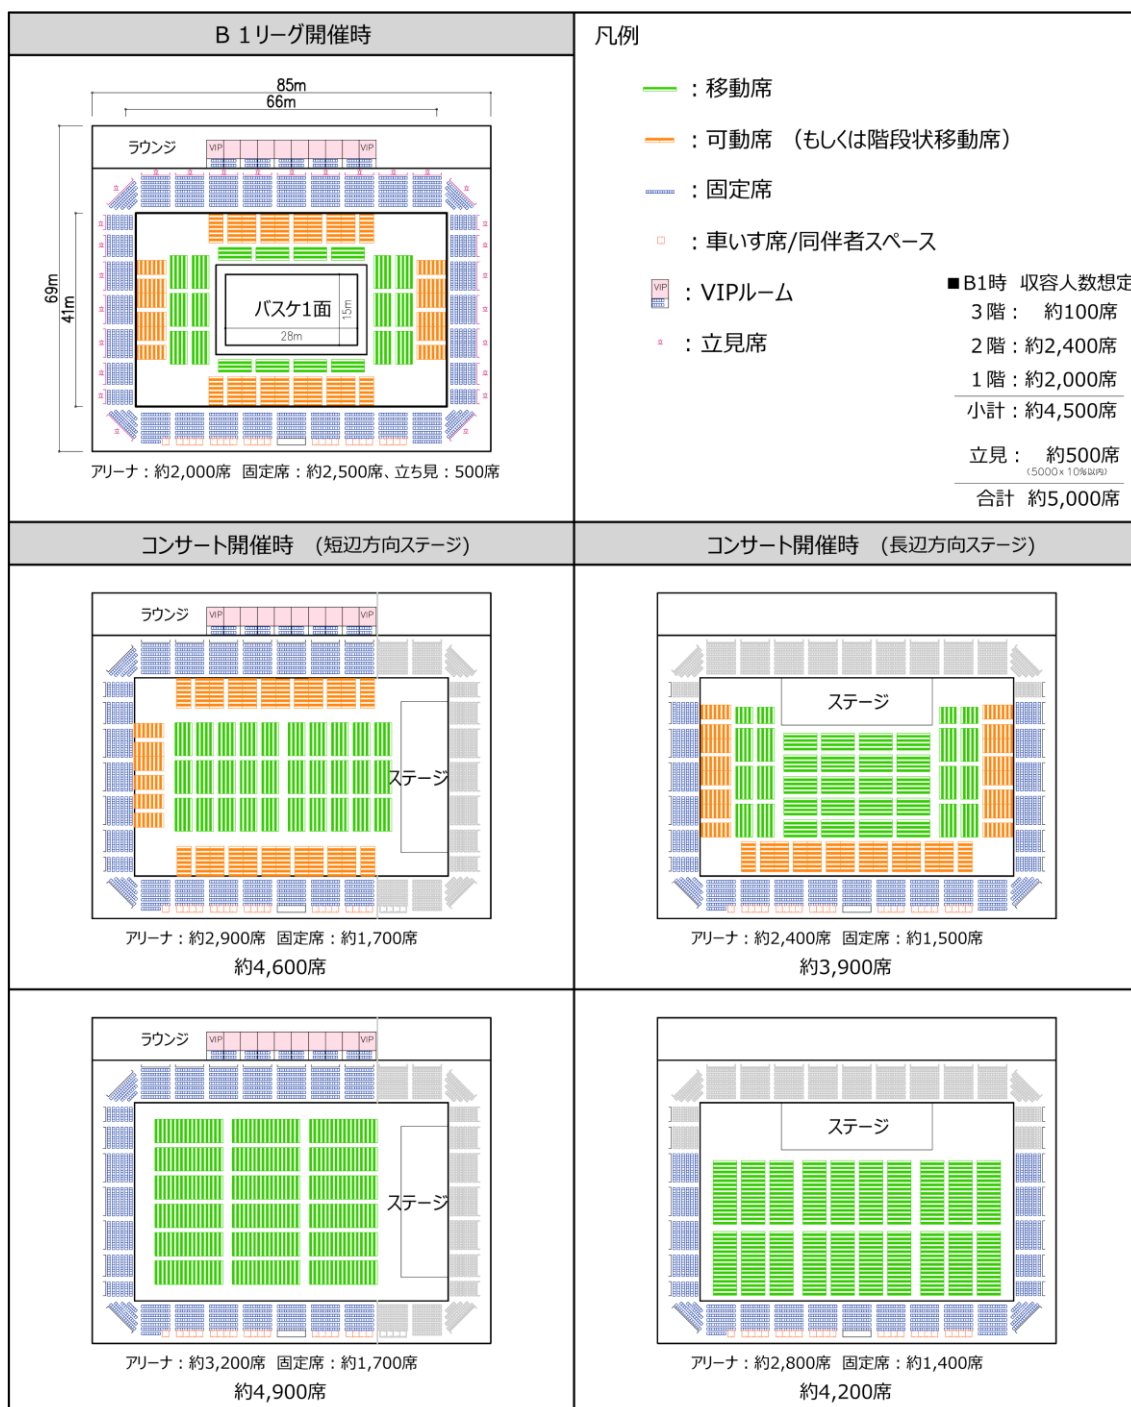 B 1リーグ開催時
85m
66m
ラウンジ
VIP
VIP
69m
41m
バスケ1面
15m
28m
アリーナ：約2,000席 固定席：約2,500席、立ち見：500席
凡例
：移動席
：可動席 （もしくは階段状移動席）
：固定席
：車いす席/同伴者スペース
VIP
：VIPルーム
：立見席
■B1時 収容人数想定
3階： 約100席
2階：約2,400席
1階：約2,000席
小計：約4,500席
立見： 約500席
(5000×10%以内)
合計 約5,000席
コンサート開催時 (短辺方向ステージ)
ラウンジ
VIP
VIP
ステージ
アリーナ：約2,900席 固定席：約1,700席
約4,600席
コンサート開催時 (長辺方向ステージ)
ステージ
アリーナ：約2,400席 固定席：約1,500席
約3,900席
ラウンジ
VIP
VIP
ステージ
アリーナ：約3,200席 固定席：約1,700席
約4,900席
ステージ
アリーナ：約2,800席 固定席：約1,400席
約4,200席